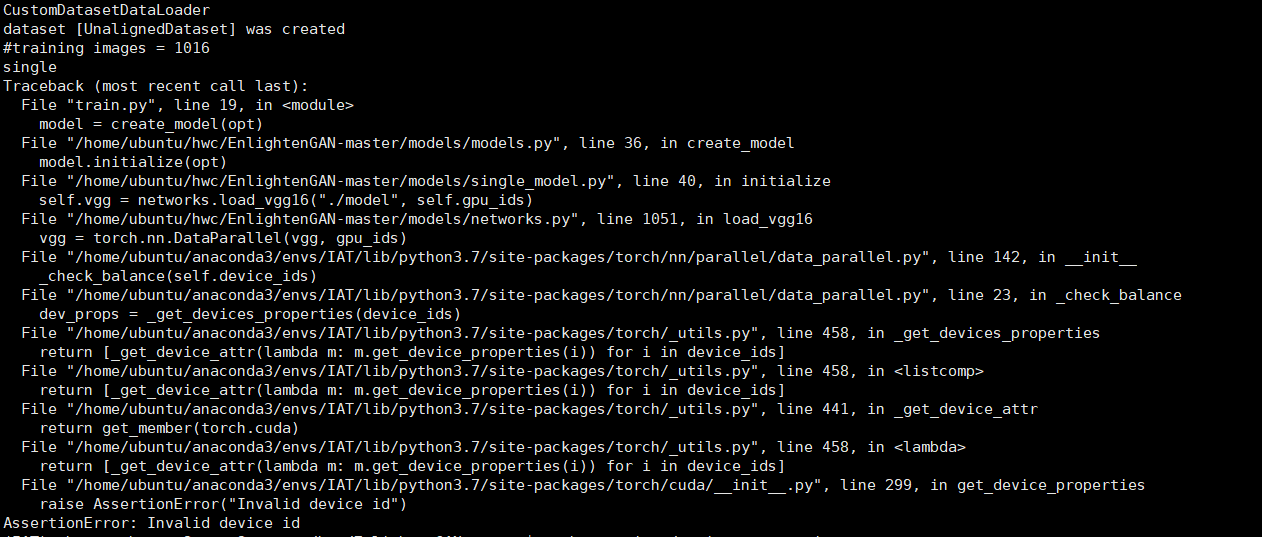 CustomDatasetDataLoader
dataset [UnalignedDataset] was created
#training images = 1016
single
Traceback (most recent call last):
  File "train.py", line 19, in <module>
    model = create_model(opt)
  File "/home/ubuntu/hwc/EnlightenGAN-master/models/models.py", line 36, in create_model
    model.initialize(opt)
  File "/home/ubuntu/hwc/EnlightenGAN-master/models/single_model.py", line 40, in initialize
    self.vgg = networks.load_vgg16("./model", self.gpu_ids)
  File "/home/ubuntu/hwc/EnlightenGAN-master/models/networks.py", line 1051, in load_vgg16
    vgg = torch.nn.DataParallel(vgg, gpu_ids)
  File "/home/ubuntu/anaconda3/envs/IAT/lib/python3.7/site-packages/torch/nn/parallel/data_parallel.py", line 142, in __init__
    _check_balance(self.device_ids)
  File "/home/ubuntu/anaconda3/envs/IAT/lib/python3.7/site-packages/torch/nn/parallel/data_parallel.py", line 23, in _check_balance
    dev_props = _get_devices_properties(device_ids)
  File "/home/ubuntu/anaconda3/envs/IAT/lib/python3.7/site-packages/torch/_utils.py", line 458, in _get_devices_properties
    return [_get_device_attr(lambda m: m.get_device_properties(i)) for i in device_ids]
  File "/home/ubuntu/anaconda3/envs/IAT/lib/python3.7/site-packages/torch/_utils.py", line 458, in <listcomp>
    return [_get_device_attr(lambda m: m.get_device_properties(i)) for i in device_ids]
  File "/home/ubuntu/anaconda3/envs/IAT/lib/python3.7/site-packages/torch/_utils.py", line 441, in _get_device_attr
    return get_member(torch.cuda)
  File "/home/ubuntu/anaconda3/envs/IAT/lib/python3.7/site-packages/torch/_utils.py", line 458, in <lambda>
    return [_get_device_attr(lambda m: m.get_device_properties(i)) for i in device_ids]
  File "/home/ubuntu/anaconda3/envs/IAT/lib/python3.7/site-packages/torch/cuda/__init__.py", line 299, in get_device_properties
    raise AssertionError("Invalid device id")
AssertionError: Invalid device id